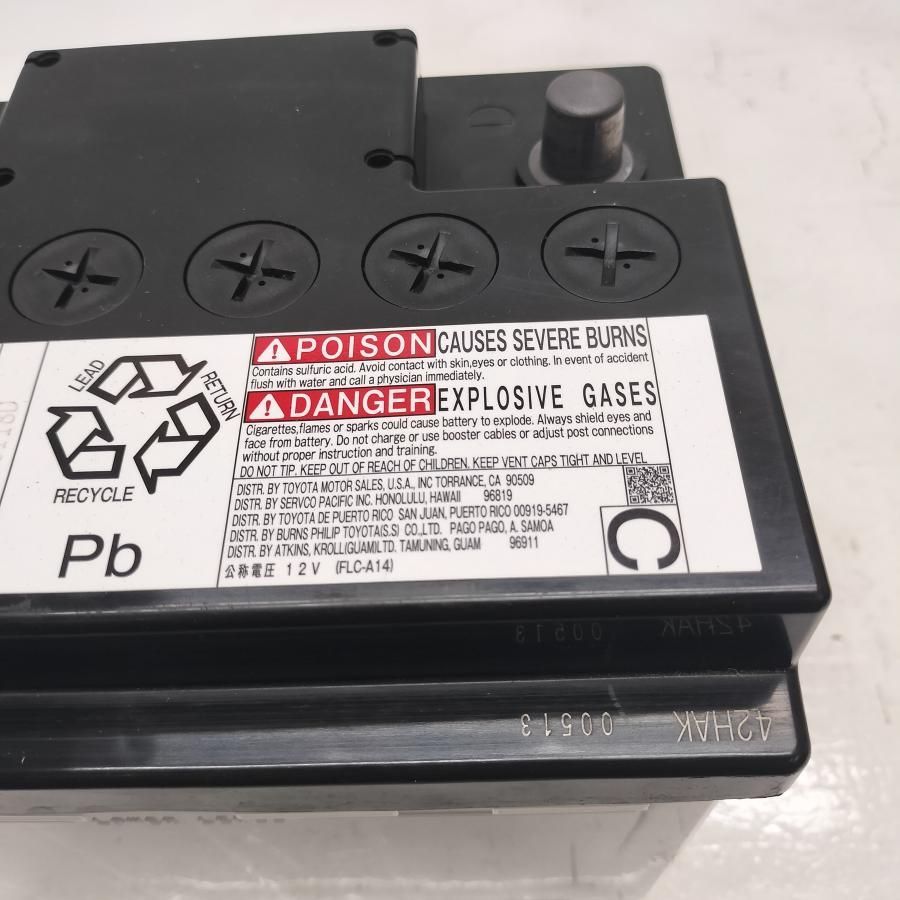 LEAD
RETURN
RECYCLE
Pb
POISON CAUSES SEVERE BURNS
Contains sulfuric acid. Avoid contact with skin,eyes or clothing. In event of accident
flush with water and call a physician immediately.
DANGER EXPLOSIVE GASES
Cigarettes,flames or sparks could cause battery to explode. Always shield eyes and
face from battery. Do not charge or use booster cables or adjust post connections
without proper instruction and training.
DO NOT TIP. KEEP OUT OF REACH OF CHILDREN. KEEP VENT CAPS TIGHT AND LEVEL
DISTR. BY TOYOTA MOTOR SALES, U.S.A., INC TORRANCE, CA 90509
DISTR. BY SERVCO PACIFIC INC. HONOLULU, HAWAII 96819
DISTR. BY TOYOTA DE PUERTO RICO SAN JUAN, PUERTO RICO 00919-5467
DISTR. BY BURNS PHILIP TOYOTA(S.S) CO.,LTD. PAGO PAGO, A. SAMOA
DISTR. BY ATKINS, KROLL(GUAM)LTD. TAMUNING, GUAM 96911
公称電圧 12V (FLC-A14)
C
42HAK 00513